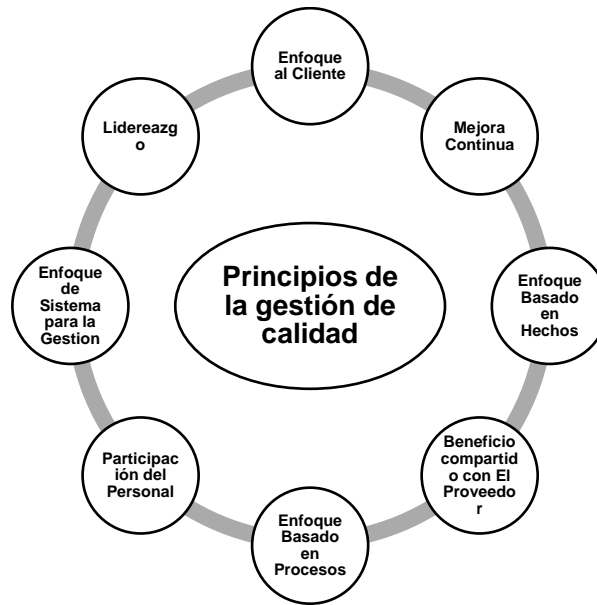 Enfoque
al Cliente
Mejora
Continua
Enfoque
Basado
en
Hechos
Beneficio
compartid
o con El
Proveedo
r
Enfoque
Basado
en
Procesos
Participac
ión del
Personal
Enfoque
de
Sistema
para la
Gestion
Lidereazg
o
Principios de
la gestión de
calidad